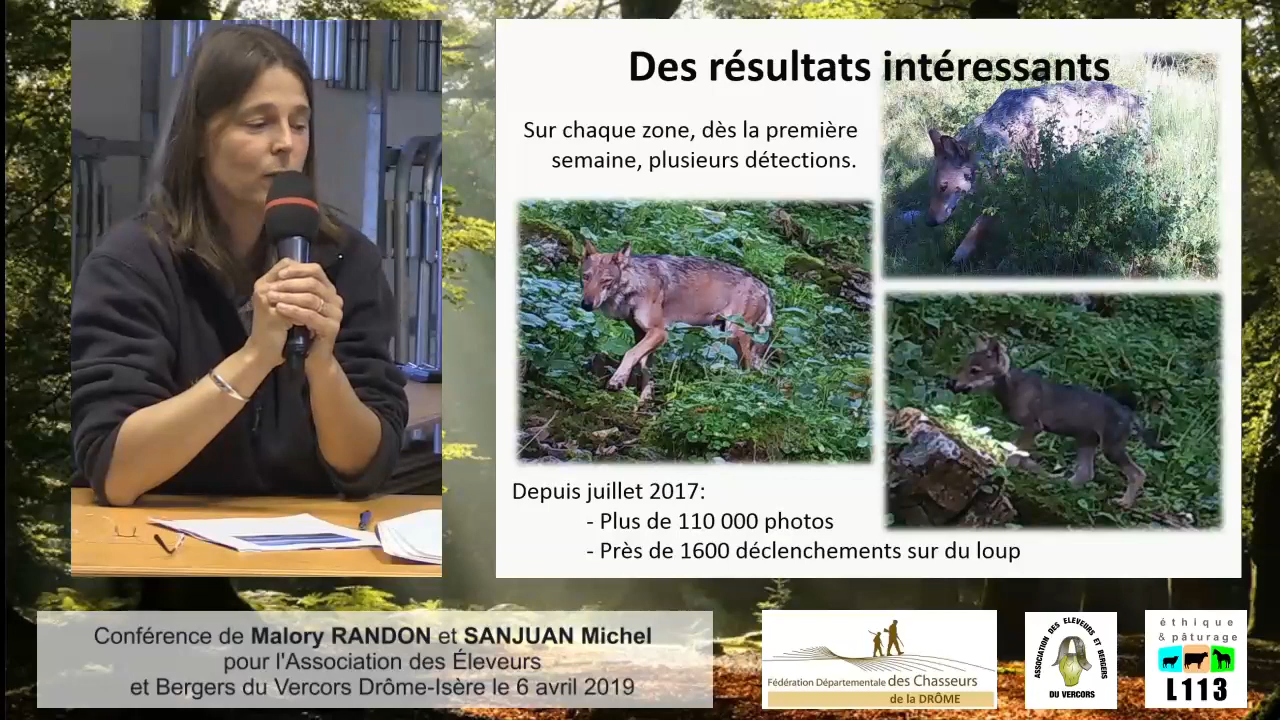 Des résultats intéressants
Sur chaque zone, dès la première
semaine, plusieurs détections.
Depuis juillet 2017:
- Plus de 110 000 photos
- Près de 1600 déclenchements sur du loup
Conférence de Malory RANDON et SANJUAN Michel
pour l'Association des Éleveurs
et Bergers du Vercors Drôme-Isère le 6 avril 2019
Fédération Départementale des Chasseurs
de la DRÔME
ASSOCIATION DES ELEVEURS ET BERGERS
DU VERCORS
éthique
& pâturage
L113